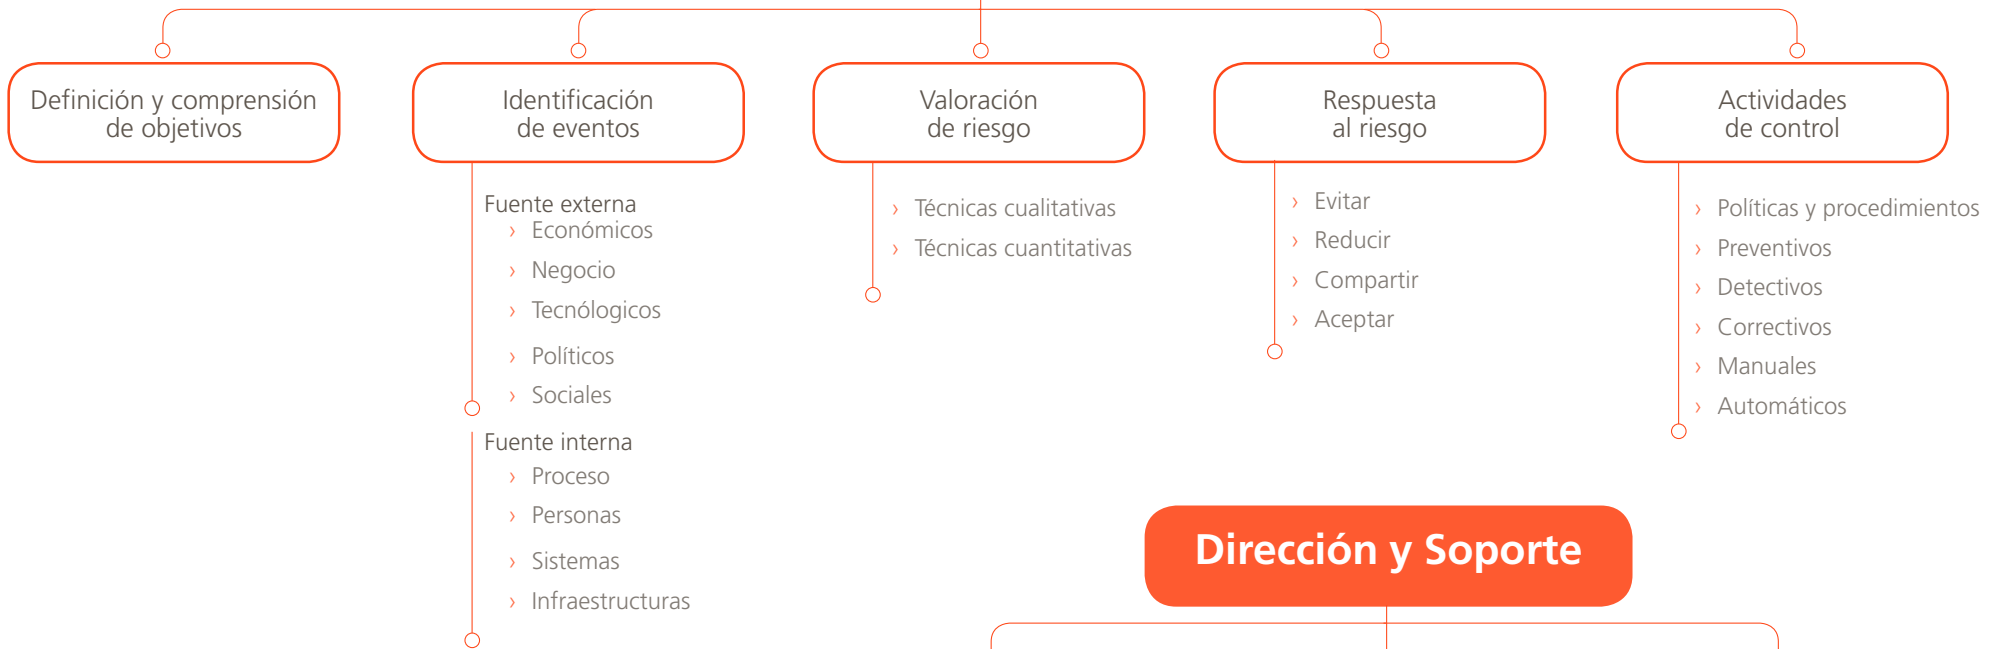 Definición y comprensión
de objetivos
Identificación
de eventos
Fuente externa
› Económicos
› Negocio
› Tecnólogicos
› Políticos
› Sociales
Fuente interna
› Proceso
› Personas
› Sistemas
› Infraestructuras
Valoración
de riesgo
› Técnicas cualitativas
› Técnicas cuantitativas
Respuesta
al riesgo
› Evitar
› Reducir
› Compartir
› Aceptar
Actividades
de control
› Políticas y procedimientos
› Preventivos
› Detectivos
› Correctivos
› Manuales
› Automáticos
Dirección y Soporte